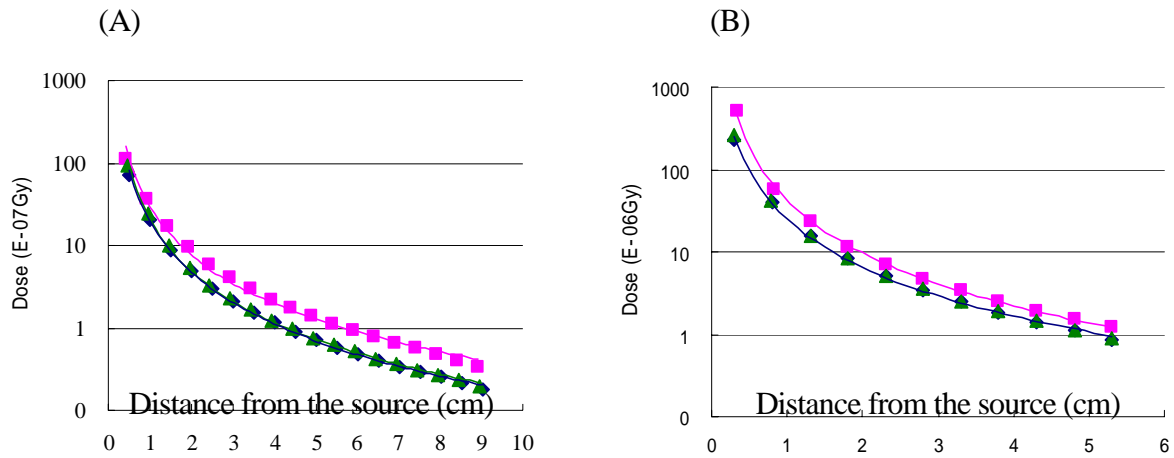 (A)
(B)
1000
100
10
1
0
Dose (E-07Gy)
Distance from the source (cm)
0 1 2 3 4 5 6 7 8 9 10
1000
100
10
1
0
Dose (E-06Gy)
Distance from the source (cm)
0 1 2 3 4 5 6